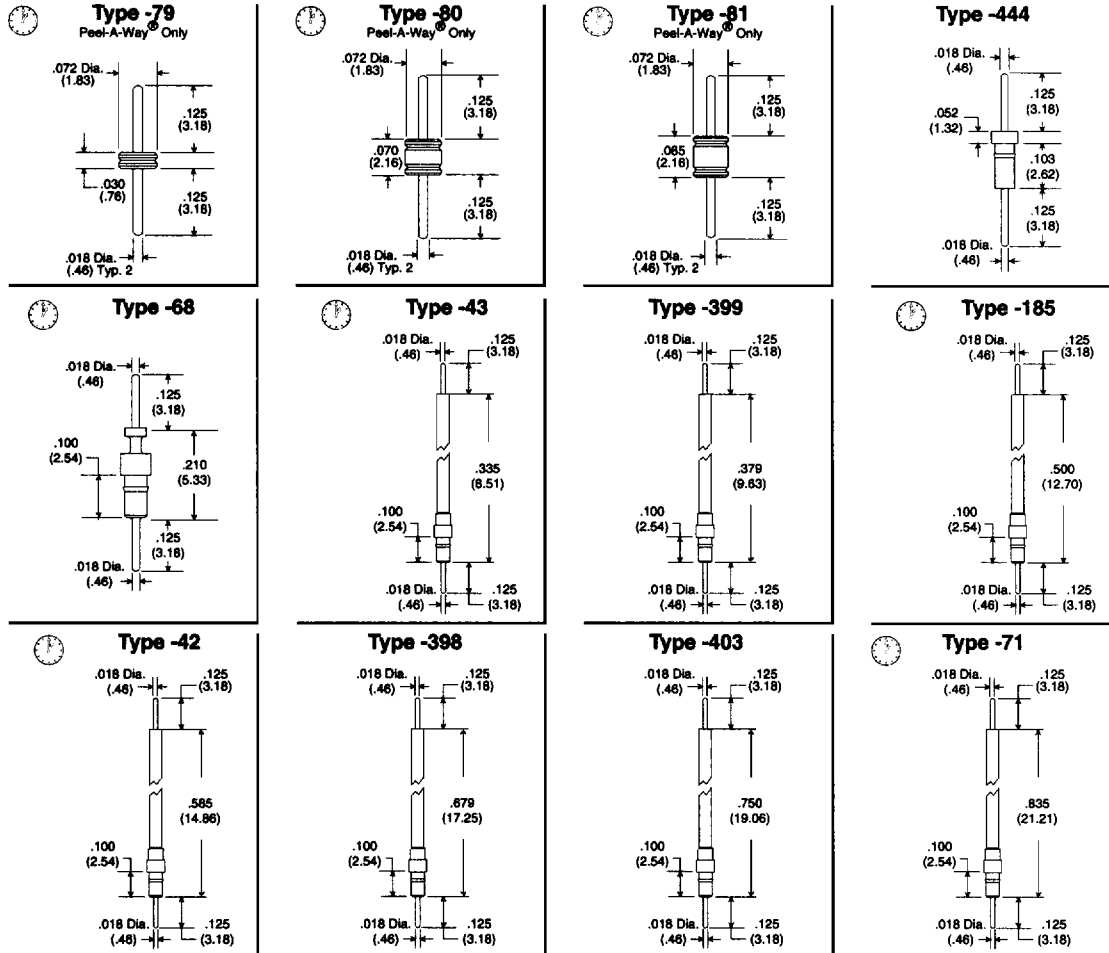 Type -79
Peel-A-Way® Only
.072 Dia.
(1.83)
.125
(3.18)
.030
(.76)
.125
(3.18)
.018 Dia.
(.46) Typ. 2
Type -80
Peel-A-Way® Only
.072 Dia.
(1.83)
.125
(3.18)
.070
(2.16)
.125
(3.18)
.018 Dia.
(.46) Typ. 2
Type -81
Peel-A-Way® Only
.072 Dia.
(1.83)
.125
(3.18)
.085
(2.16)
.125
(3.18)
.018 Dia.
(.46) Typ. 2
Type -444
.018 Dia.
(.46)
.125
(3.18)
.052
(1.32)
.103
(2.62)
.125
(3.18)
.018 Dia.
(.46)
Type -68
.018 Dia.
(.46)
.125
(3.18)
.100
(2.54)
.210
(5.33)
.125
(3.18)
.018 Dia.
(.46)
Type -43
.018 Dia.
(.46)
.125
(3.18)
.335
(8.51)
.100
(2.54)
.018 Dia.
(.46)
.125
(3.18)
Type -399
.018 Dia.
(.46)
.125
(3.18)
.379
(9.63)
.100
(2.54)
.018 Dia.
(.46)
.125
(3.18)
Type -185
.018 Dia.
(.46)
.125
(3.18)
.500
(12.70)
.100
(2.54)
.018 Dia.
(.46)
.125
(3.18)
Type -42
.018 Dia.
(.46)
.125
(3.18)
.585
(14.86)
.100
(2.54)
.018 Dia.
(.46)
.125
(3.18)
Type -398
.018 Dia.
(.46)
.125
(3.18)
.679
(17.25)
.100
(2.54)
.018 Dia.
(.46)
.125
(3.18)
Type -403
.018 Dia.
(.46)
.125
(3.18)
.750
(19.06)
.100
(2.54)
.018 Dia.
(.46)
.125
(3.18)
Type -71
.018 Dia.
(.46)
.125
(3.18)
.835
(21.21)
.100
(2.54)
.018 Dia.
(.46)
.125
(3.18)